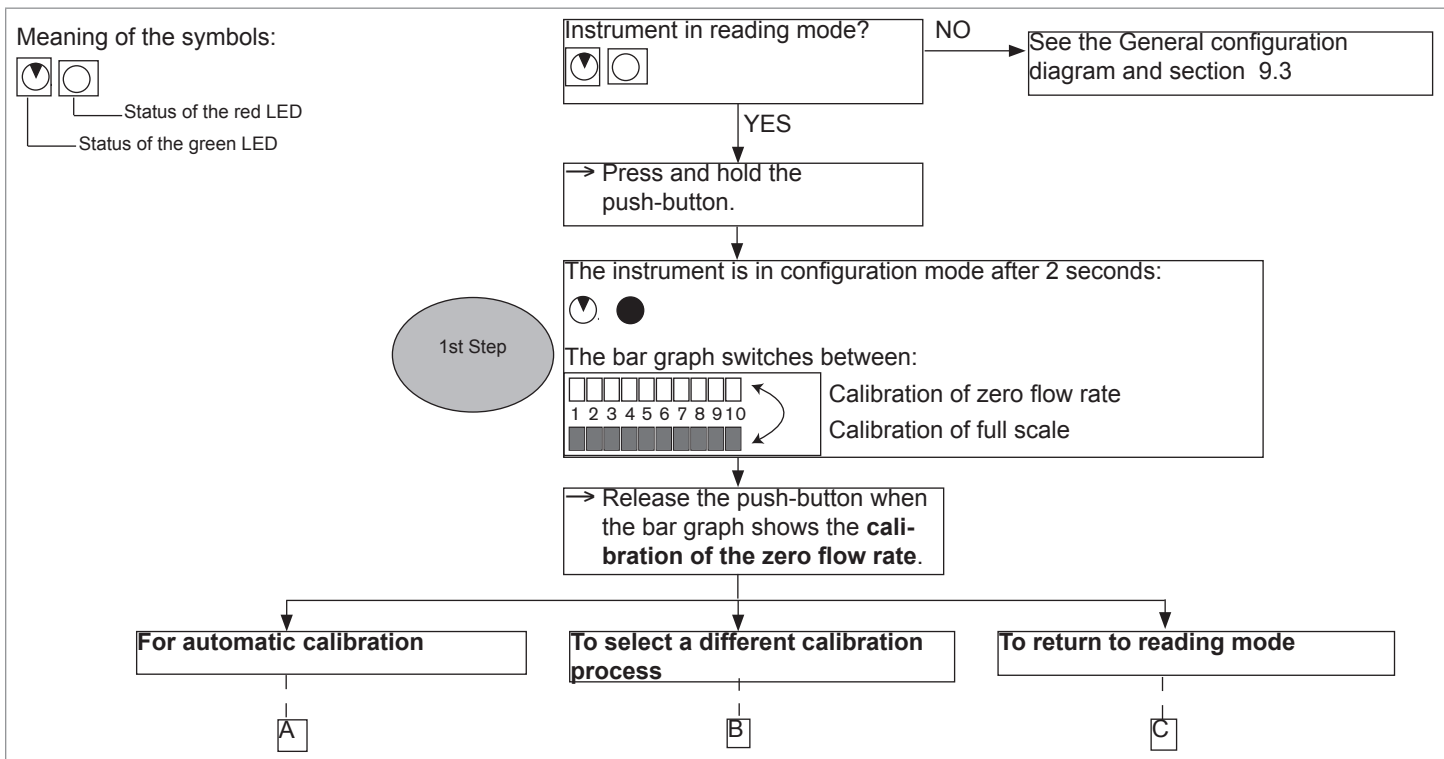 Meaning of the symbols:
Status of the red LED
Status of the green LED
Instrument in reading mode?
NO
See the General configuration
diagram and section 9.3
YES
→ Press and hold the
push-button.
The instrument is in configuration mode after 2 seconds:
1st Step
The bar graph switches between:
Calibration of zero flow rate
1 2 3 4 5 6 7 8 9 10
Calibration of full scale
→ Release the push-button when
the bar graph shows the cali-
bration of the zero flow rate.
For automatic calibration
To select a different calibration
process
To return to reading mode
A
B
C